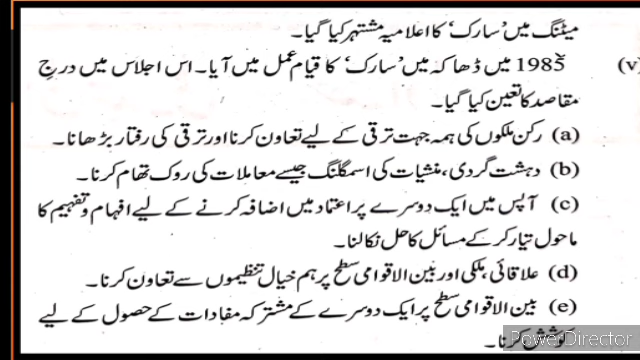 میٹنگ میں 'سارک' کا اعلامیہ مشتہر کیا گیا۔
(v) 1985 میں ڈھاکہ میں 'سارک' کا قیام عمل میں آیا۔ اس اجلاس میں درج
مقاصد کا تعین کیا گیا۔
(a) رکن ملکوں کی ہمہ جہت ترقی کے لیے تعاون کرنا اور ترقی کی رفتار بڑھانا۔
(b) دہشت گردی، منشیات کی اسمگلنگ جیسے معاملات کی روک تھام کرنا۔
(c) آپس میں ایک دوسرے پر اعتماد میں اضافہ کرنے کے لیے افہام و تفہیم کا
ماحول تیار کر کے مسائل کا حل نکالنا۔
(d) علاقائی، ملکی اور بین الاقوامی سطح پر ہم خیال تنظیموں سے تعاون کرنا۔
(e) بین الاقوامی سطح پر ایک دوسرے کے مشترکہ مفادات کے حصول کے لیے
کوشش کرنا۔
PowerDirector